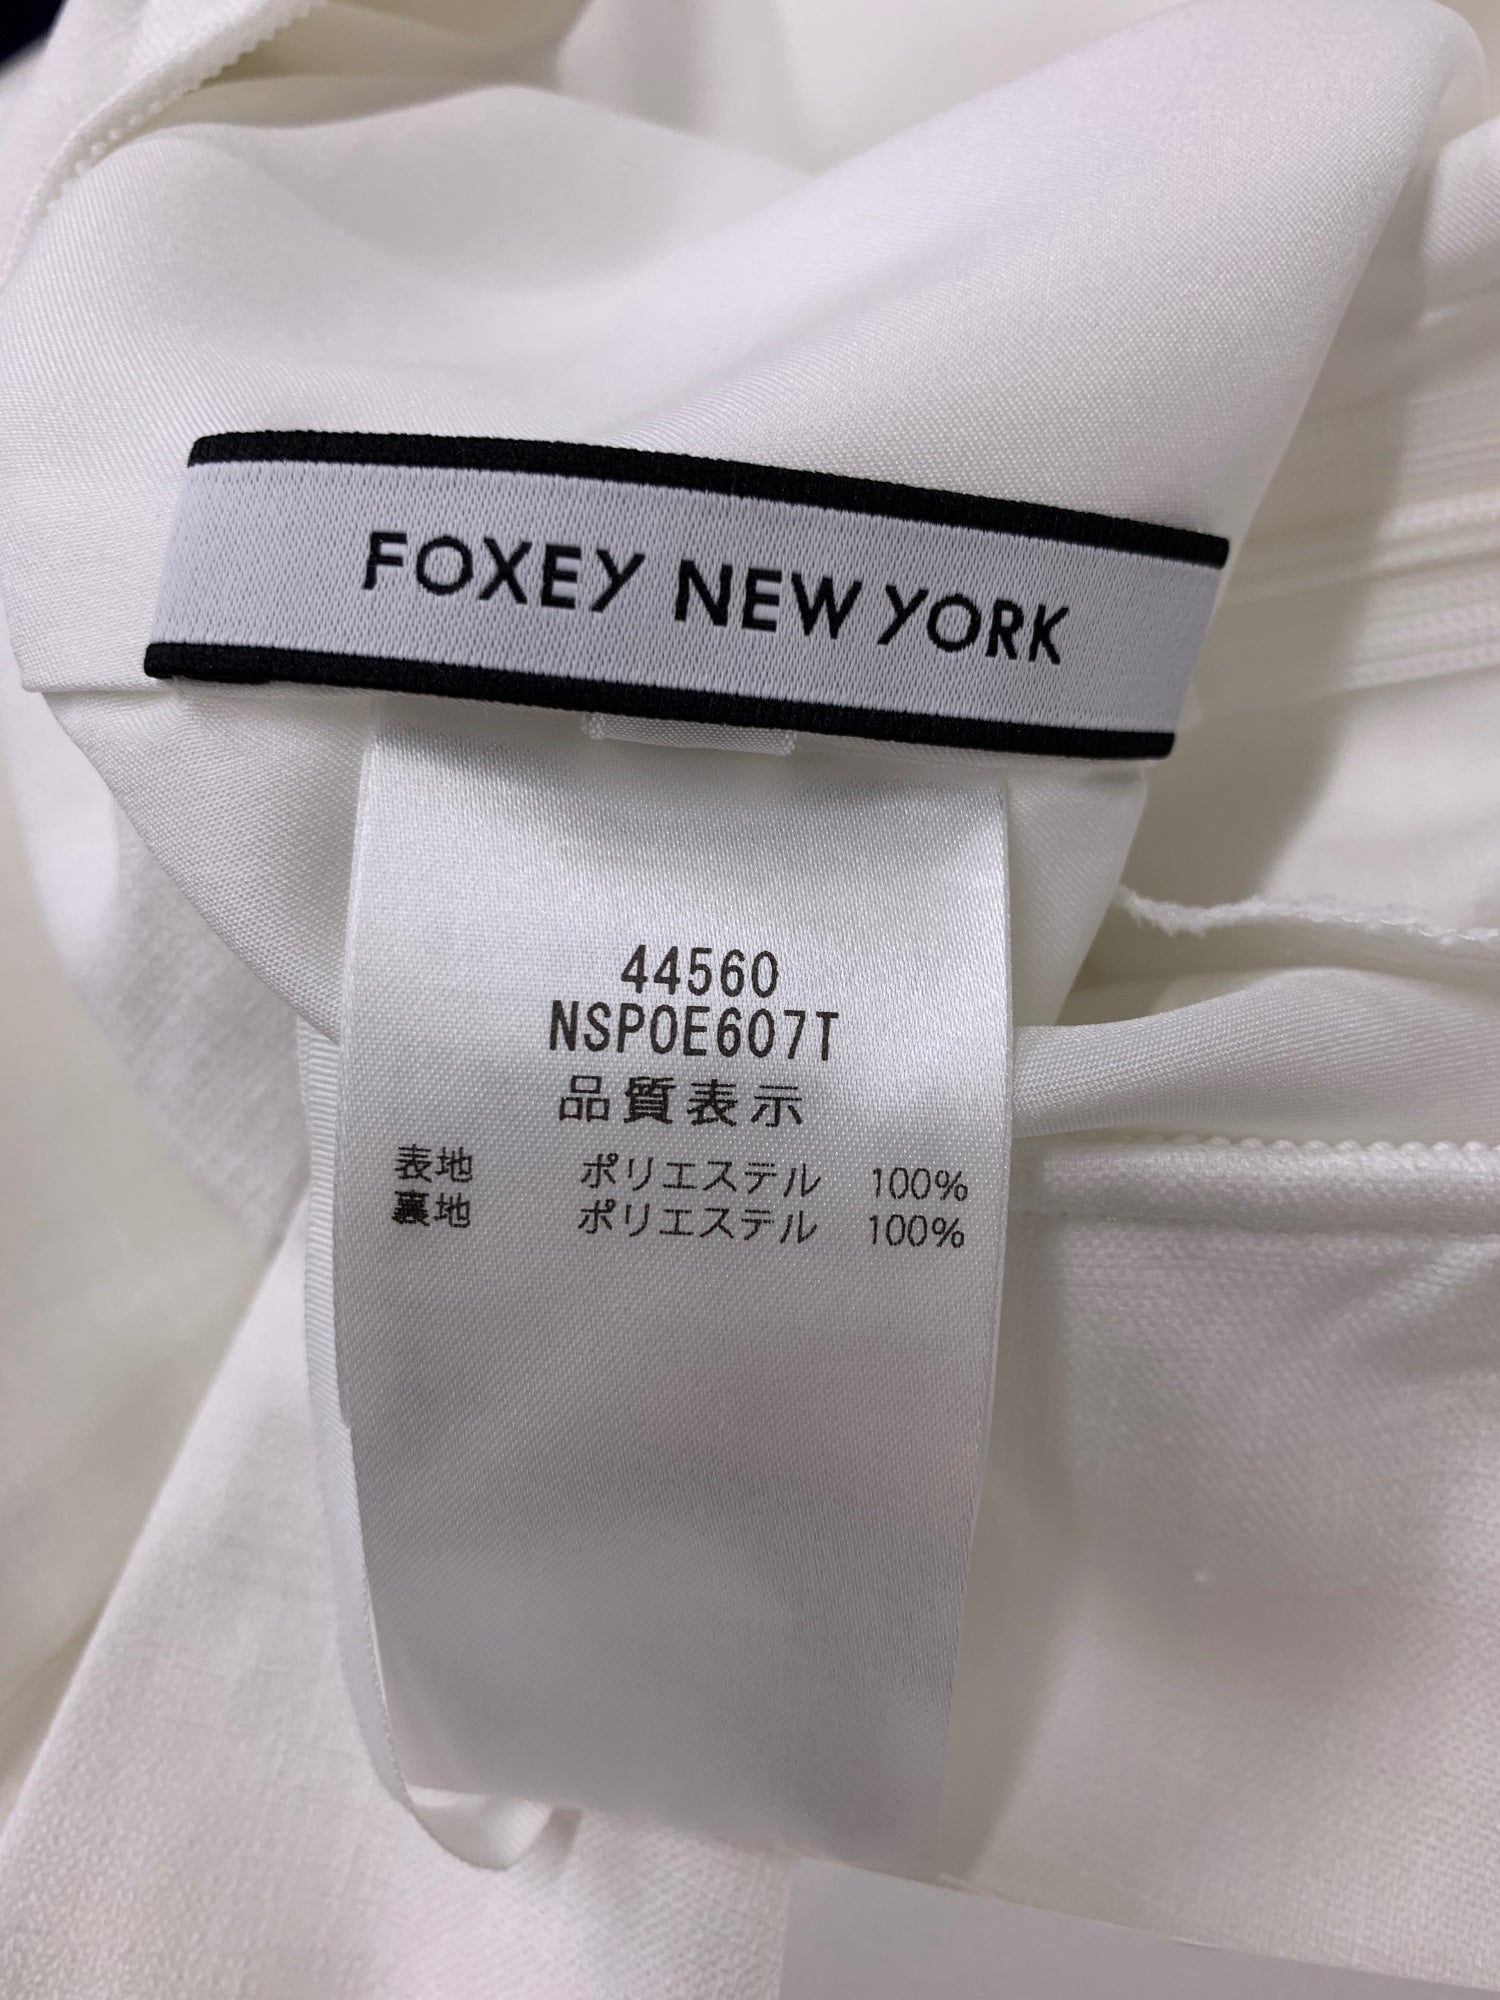 FOXEY NEW YORK
44560
NSP0E607T
品質表示
表地 ポリエステル 100%
裏地 ポリエステル 100%